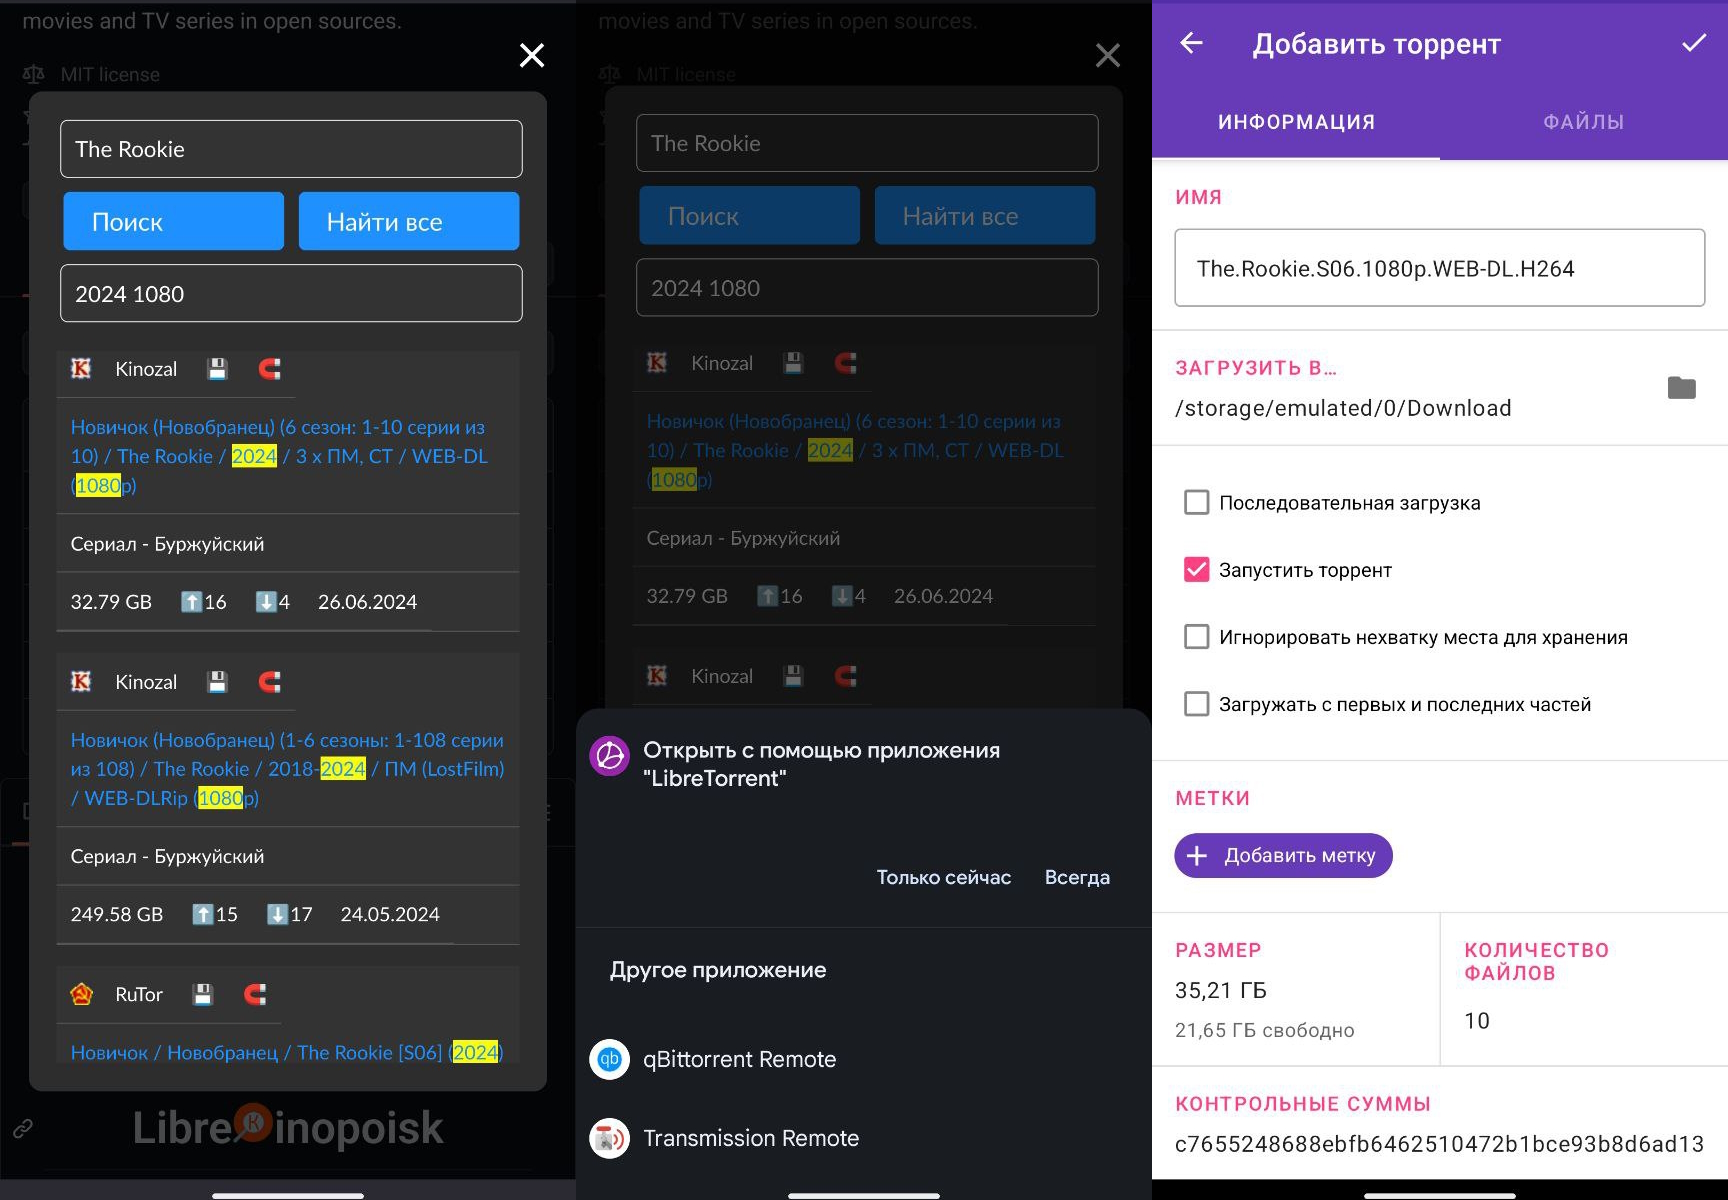 movies and TV series in open sources.
MIT license
The Rookie
Поиск
Найти все
2024 1080
Kinozal
Новичок (Новобранец) (6 сезон: 1-10 серии из
10) / The Rookie / 2024 / 3 x ПМ, СТ / WEB-DL
(1080p)
Сериал - Буржуйский
32.79 GB 16 4 26.06.2024
Kinozal
Новичок (Новобранец) (1-6 сезоны: 1-108 серии
из 108) / The Rookie / 2018-2024 / ПМ (LostFilm)
/ WEB-DLRip (1080p)
Сериал - Буржуйский
249.58 GB 15 17 24.05.2024
RuTor
Новичок / Новобранец / The Rookie [S06] (2024)
LibreKinopoisk
movies and TV series in open sources.
MIT license
The Rookie
Поиск
Найти все
2024 1080
Kinozal
Новичок (Новобранец) (6 сезон: 1-10 серии из
10) / The Rookie / 2024 / 3 x ПМ, СТ / WEB-DL
(1080p)
Сериал - Буржуйский
32.79 GB 16 4 26.06.2024
Kinozal
Открыть с помощью приложения
"LibreTorrent"
Только сейчас
Всегда
Другое приложение
qb
qBittorrent Remote
Transmission Remote
Добавить торрент
ИНФОРМАЦИЯ
ФАЙЛЫ
ИМЯ
The.Rookie.S06.1080p.WEB-DL.H264
ЗАГРУЗИТЬ В...
/storage/emulated/0/Download
Последовательная загрузка
Запустить торрент
Игнорировать нехватку места для хранения
Загружать с первых и последних частей
МЕТКИ
Добавить метку
РАЗМЕР
35,21 ГБ
21,65 ГБ свободно
КОЛИЧЕСТВО
ФАЙЛОВ
10
КОНТРОЛЬНЫЕ СУММЫ
c7655248688ebfb6462510472b1bce93b8d6ad13